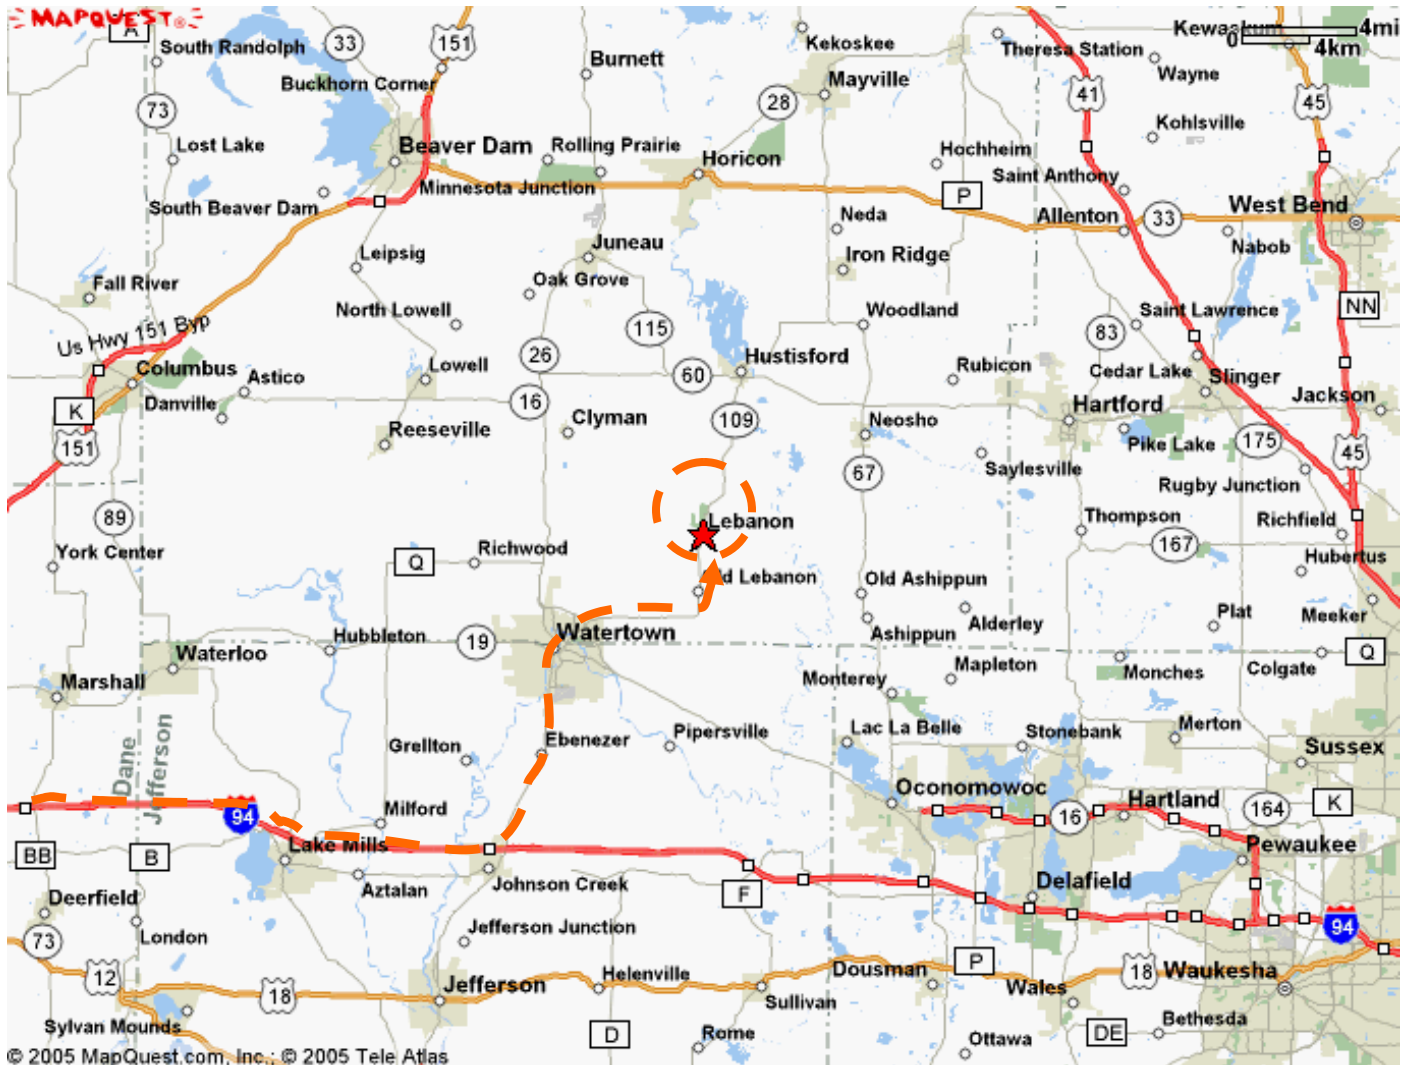 MAPQUEST®
A
South Randolph
33
151
Burnett
Kekoskee
Theresa Station
Kewaskum
0 4mi
4km
Buckhorn Corner
Mayville
Wayne
73
28
41
45
Lost Lake
Beaver Dam
Rolling Prairie
Horicon
Hochheim
Kohlsville
Minnesota Junction
Saint Anthony
P
South Beaver Dam
Neda
Allenton
33
West Bend
Leipsig
Juneau
Iron Ridge
Nabob
Fall River
Oak Grove
North Lowell
Woodland
Saint Lawrence
NN
Us Hwy 151 Byp
115
83
26
Hustisford
Columbus
Astico
Lowell
60
Rubicon
Cedar Lake
Slinger
K
Danville
16
Clyman
109
Neosho
Hartford
Jackson
151
Reeseville
Pike Lake
175
45
67
Saylesville
Rugby Junction
89
Lebanon
Thompson
Richfield
York Center
Q
Richwood
167
Hubertus
Old Lebanon
Old Ashippun
Alderley
Plat
Meeker
Hubbleton
19
Watertown
Ashippun
Waterloo
Mapleton
Monches
Colgate
Q
Marshall
Monterey
Dane
Jefferson
Grellton
Ebenezer
Pipersville
Lac La Belle
Stonebank
Merton
Sussex
94
Milford
Oconomowoc
16
Hartland
164
K
BB
B
Lake Mills
Pewaukee
Aztalan
Johnson Creek
F
Delafield
Deerfield
73
London
Jefferson Junction
94
12
18
Jefferson
Helenville
Dousman
P
18
Waukesha
Sullivan
Wales
Sylvan Mounds
D
Rome
Ottawa
DE
Bethesda
© 2005 MapQuest.com, Inc.; © 2005 Tele Atlas